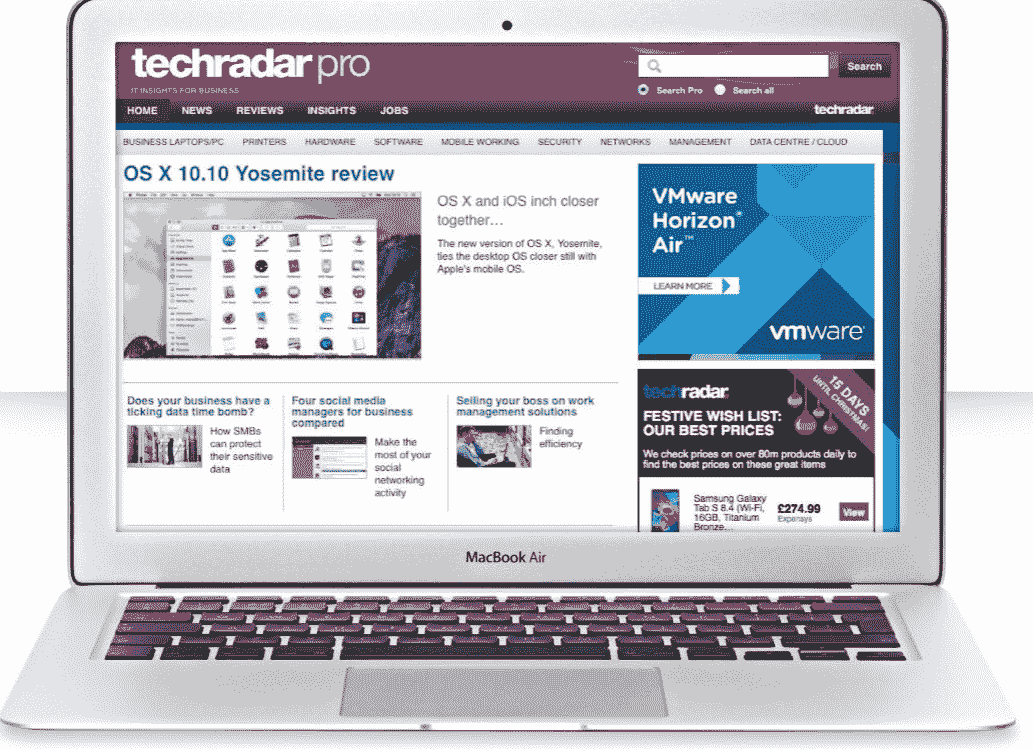 techradar pro
IT INSIGHTS FOR BUSINESS
Search
Search Pro
Search all
HOME
NEWS
REVIEWS
INSIGHTS
JOBS
techradar
BUSINESS LAPTOPS/PC
PRINTERS
HARDWARE
SOFTWARE
MOBILE WORKING
SECURITY
NETWORKS
MANAGEMENT
DATA CENTRE / CLOUD
OS X 10.10 Yosemite review
OS X and iOS inch closer
together…
The new version of OS X, Yosemite,
ties the desktop OS closer still with
Apple's mobile OS.
VMware
Horizon®
Air™
LEARN MORE
vmware®
Does your business have a
ticking data time bomb?
How SMBs
can protect
their sensitive
data
Four social media
managers for business
compared
Make the
most of your
social
networking
activity
Selling your boss on work
management solutions
Finding
efficiency
techradar.
15 DAYS
UNTIL CHRISTMAS!
FESTIVE WISH LIST:
OUR BEST PRICES
We check prices on over 80m products daily to
find the best prices on these great items
Samsung Galaxy
Tab S 8.4 (Wi-Fi,
16GB, Titanium
Bronze...
£274.99
Expansys
View
MacBook Air